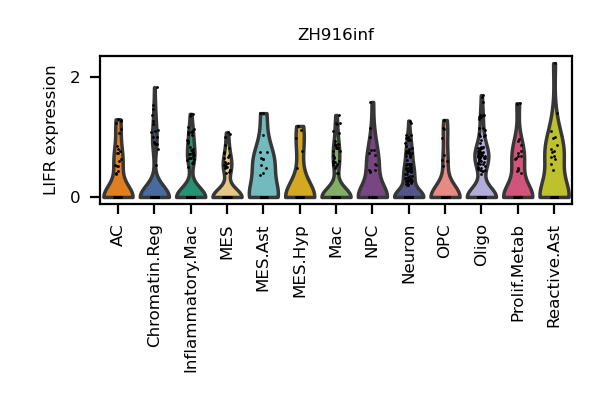 ZH916inf
LIFR expression
2
0
AC
Chromatin.Reg
Inflammatory.Mac
MES
MES.Ast
MES.Hyp
Mac
NPC
Neuron
OPC
Oligo
Prolif.Metab
Reactive.Ast